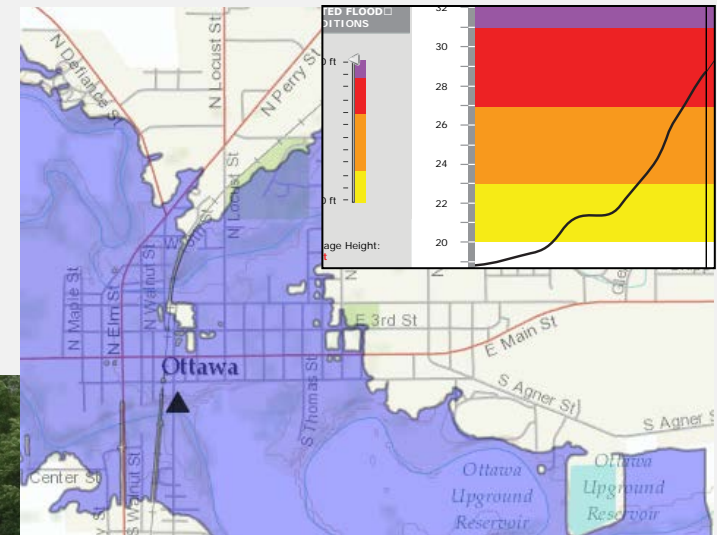 TED FLOOD
DITIONS
0 ft
0 ft
age Height:
t
32
30
28
26
24
22
20
N Defiance St
N Locust St
N Perry St
N Locust St
W 5th St
N Maple St
N Elm St
N Walnut St
N
N
Gle
E 3rd St
E Main St
Ottawa
S Thomas St
S Agner St
S Agner S
Center St
y St
S Walnut St
Ottawa
Upground
Reservoir
Ottawa
Upground
Reservoir